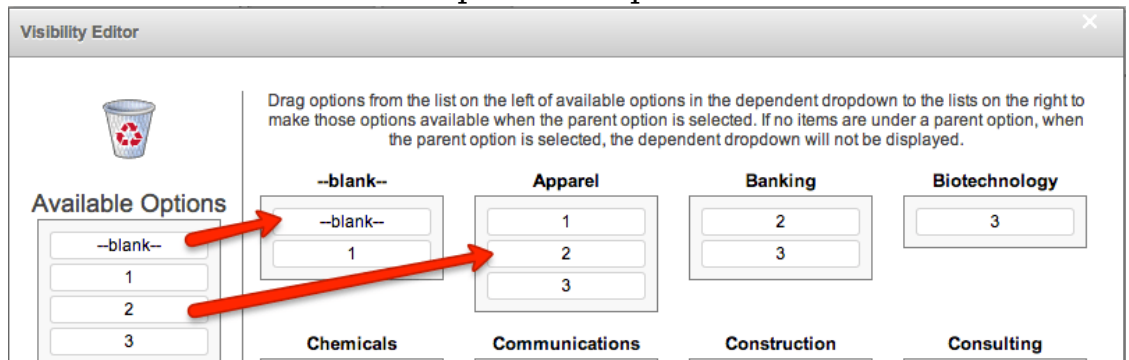 Visibility Editor
Drag options from the list on the left of available options in the dependent dropdown to the lists on the right to
make those options available when the parent option is selected. If no items are under a parent option, when
the parent option is selected, the dependent dropdown will not be displayed.
Available Options
--blank--
1
2
3
--blank--
--blank--
1
Apparel
1
2
3
Banking
2
3
Biotechnology
3
Chemicals
Communications
Construction
Consulting